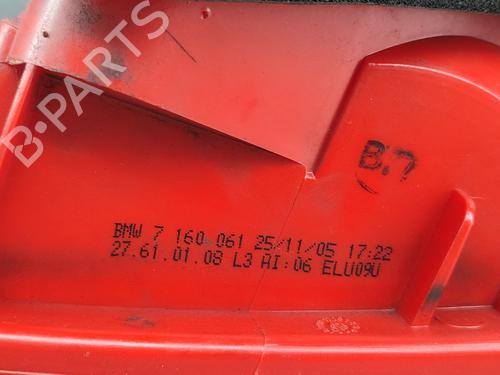 B-PARTS
B.7
BMW 7 160 061 25/11/05 17:22
27.61.01.08 L3 AI:06 ELU09U